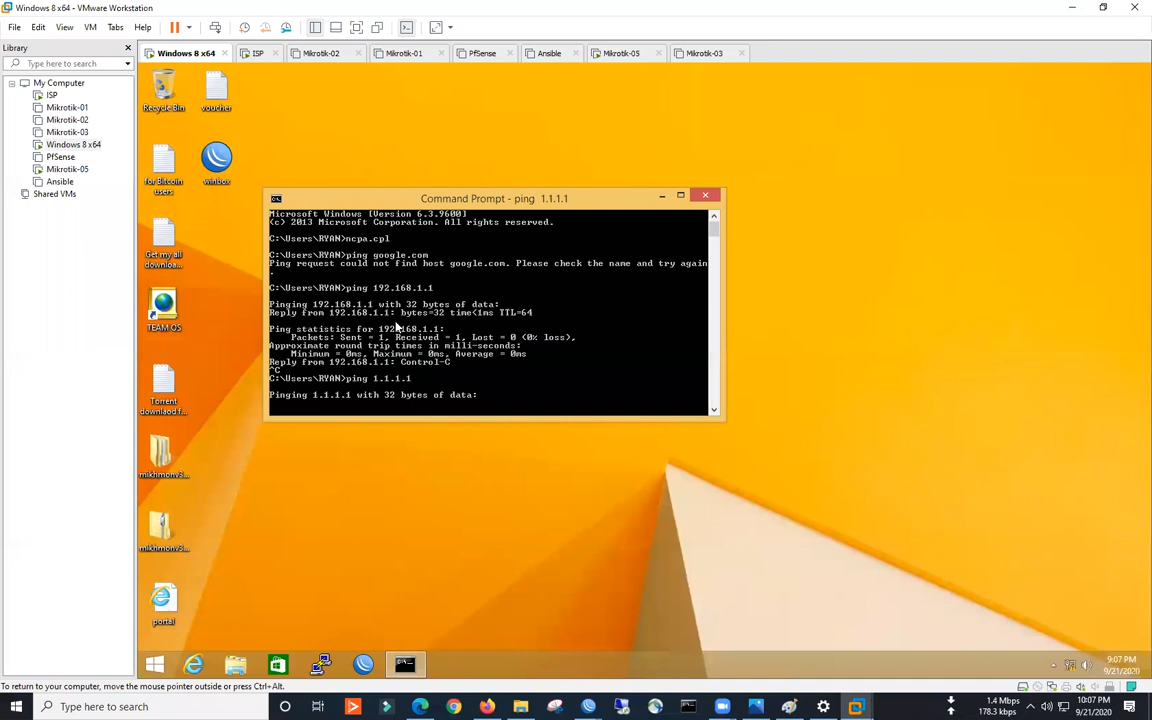 Windows 8 x64 - VMware Workstation
File Edit View VM Tabs Help
Library
Type here to search
My Computer
ISP
Mikrotik-01
Mikrotik-02
Mikrotik-03
Windows 8 x64
PfSense
Mikrotik-05
Ansible
Shared VMs
Windows 8 x64 ISP Mikrotik-02 Mikrotik-01 PfSense Ansible Mikrotik-05 Mikrotik-03
Recycle Bin
voucher
for Bitcoin
users
winbox
Get my all
downloa...
TEAM OS
Torrent
downlaod f...
mikhmonv3...
mikhmonv3...
portal
Command Prompt - ping 1.1.1.1
Microsoft Windows [Version 6.3.9600]
(c) 2013 Microsoft Corporation. All rights reserved.
C:\Users\RYAN>ncpa.cpl
C:\Users\RYAN>ping google.com
Ping request could not find host google.com. Please check the name and try again
.
C:\Users\RYAN>ping 192.168.1.1
Pinging 192.168.1.1 with 32 bytes of data:
Reply from 192.168.1.1: bytes=32 time<1ms TTL=64
Ping statistics for 192.168.1.1:
Packets: Sent = 1, Received = 1, Lost = 0 (0% loss),
Approximate round trip times in milli-seconds:
Minimum = 0ms, Maximum = 0ms, Average = 0ms
Reply from 192.168.1.1: Control-C
^C
C:\Users\RYAN>ping 1.1.1.1
Pinging 1.1.1.1 with 32 bytes of data:
9:07 PM
9/21/2020
To return to your computer, move the mouse pointer outside or press Ctrl+Alt.
Type here to search
1.4 Mbps
178.3 kbps
10:07 PM
9/21/2020